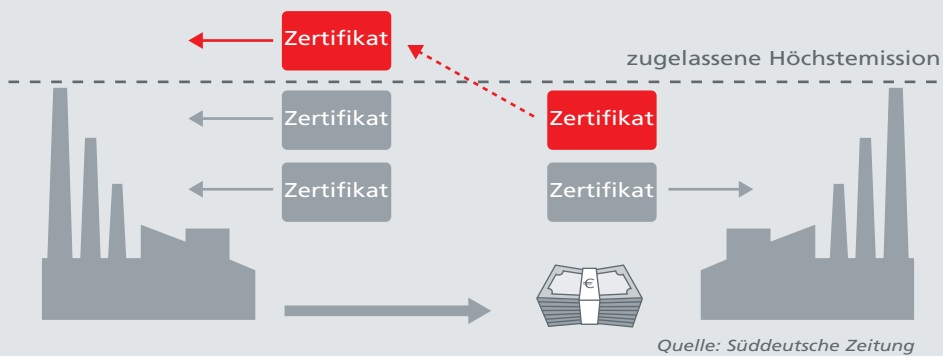 Zertifikat
zugelassene Höchstemission
Zertifikat
Zertifikat
Zertifikat
Zertifikat
€
Quelle: Süddeutsche Zeitung